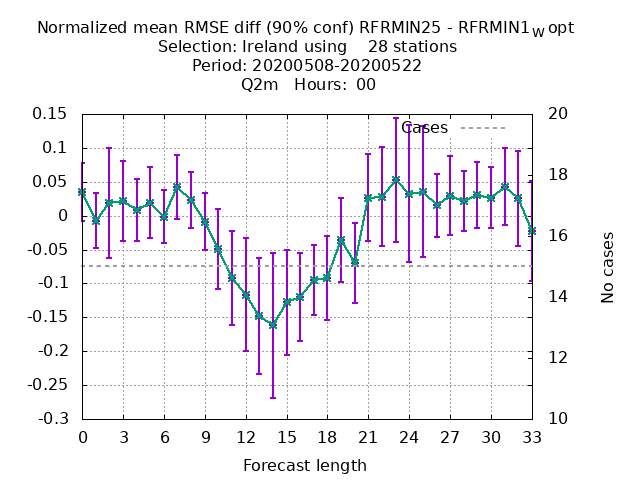 Normalized mean RMSE diff (90% conf) RFRMIN25 - RFRMIN1_W opt
Selection: Ireland using    28 stations
Period: 20200508-20200522
Q2m   Hours: 00
0.15
0.1
0.05
0
-0.05
-0.1
-0.15
-0.2
-0.25
-0.3
Cases
20
18
16
14
12
10
No cases
0 3 6 9 12 15 18 21 24 27 30 33
Forecast length